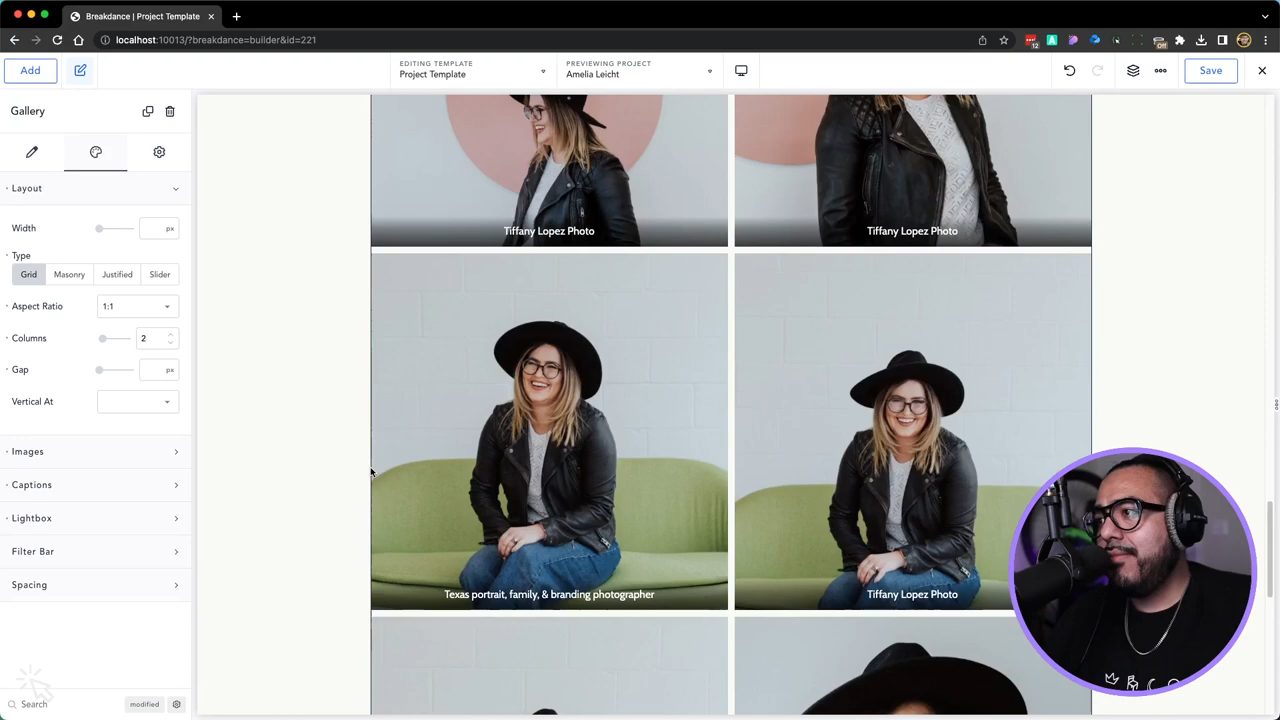 Breakdance | Project Template
localhost:10013/?breakdance=builder&id=221
12
Off
Add
EDITING TEMPLATE
Project Template
PREVIEWING PROJECT
Amelia Leicht
Save
Gallery
Layout
Width
px
Type
Grid Masonry Justified Slider
Aspect Ratio 1:1
Columns 2
Gap px
Vertical At
Images
Captions
Lightbox
Filter Bar
Spacing
Search
modified
Tiffany Lopez Photo
Tiffany Lopez Photo
Texas portrait, family, & branding photographer
Tiffany Lopez Photo